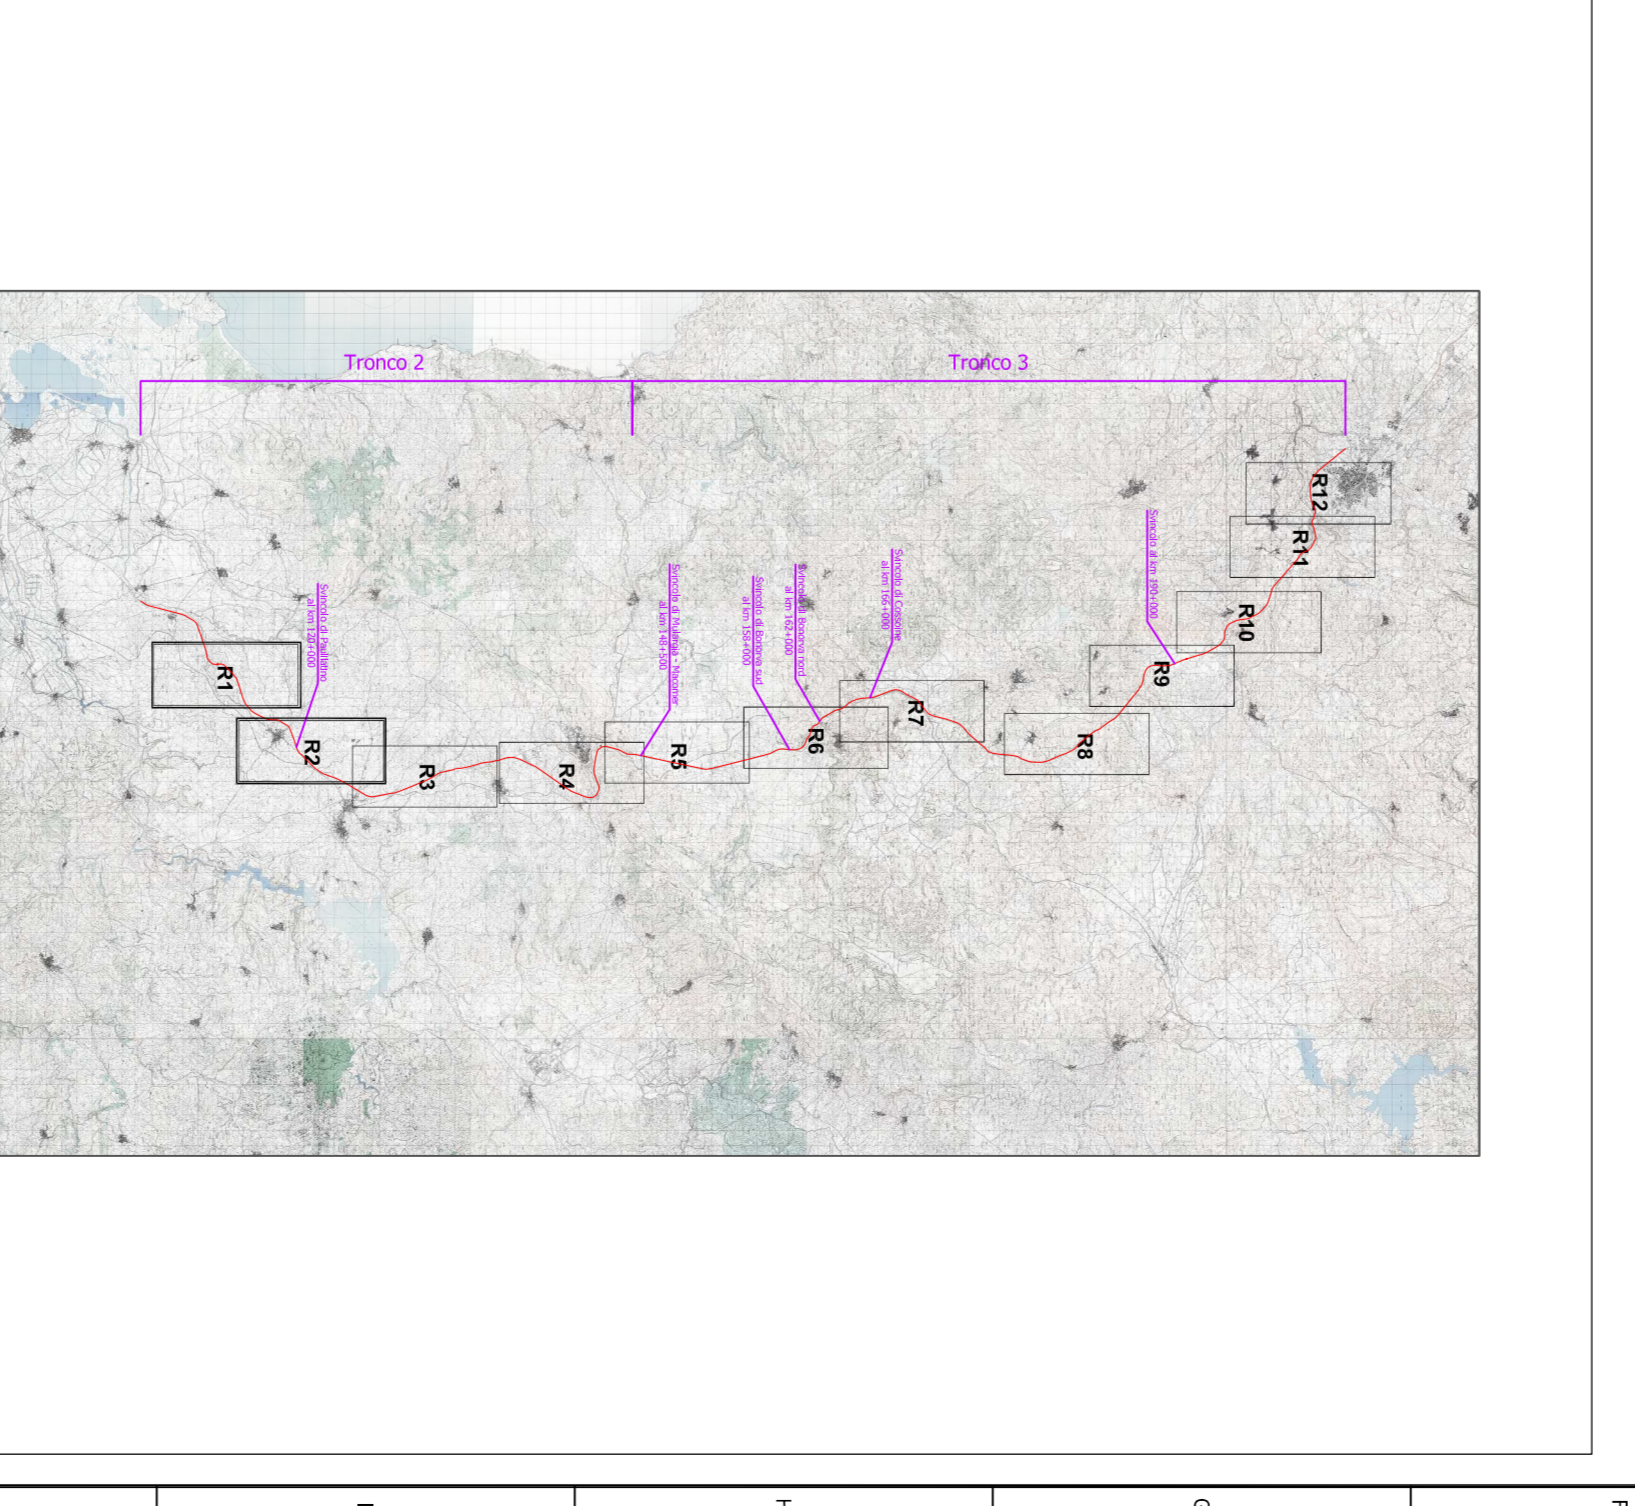 Tronco 2
Tronco 3
R12
R11
R10
R9
R8
R7
R6
R5
R4
R3
R2
R1
Svincolo di Paulilatino
al km 120+000
Svincolo di Mulargia - Macomer
al km 148+500
Svincolo di Bonorva sud
al km 158+000
Svincolo di Bonorva nord
al km 162+000
Svincolo di Cossoine
al km 166+000
Svincolo al km 190+000